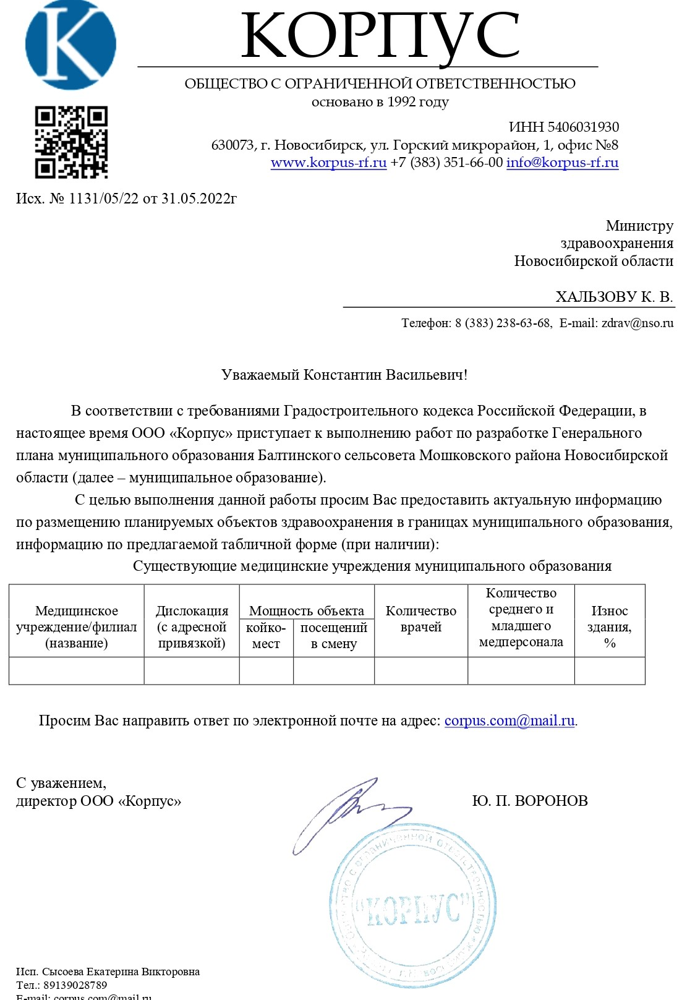 К
КОРПУС
ОБЩЕСТВО С ОГРАНИЧЕННОЙ ОТВЕТСТВЕННОСТЬЮ
основано в 1992 году
ИНН 5406031930
630073, г. Новосибирск, ул. Горский микрорайон, 1, офис №8
www.korpus-rf.ru +7 (383) 351-66-00 info@korpus-rf.ru
Исх. № 1131/05/22 от 31.05.2022г
Министру
здравоохранения
Новосибирской области
ХАЛЬЗОВУ К. В.
Телефон: 8 (383) 238-63-68, E-mail: zdrav@nso.ru
Уважаемый Константин Васильевич!
В соответствии с требованиями Градостроительного кодекса Российской Федерации, в
настоящее время ООО «Корпус» приступает к выполнению работ по разработке Генерального
плана муниципального образования Балтинского сельсовета Мошковского района Новосибирской
области (далее – муниципальное образование).
С целью выполнения данной работы просим Вас предоставить актуальную информацию
по размещению планируемых объектов здравоохранения в границах муниципального образования,
информацию по предлагаемой табличной форме (при наличии):
Существующие медицинские учреждения муниципального образования
Медицинское
учреждение/филиал
(название)
Дислокация
(с адресной
привязкой)
Мощность объекта
койко-
мест
посещений
в смену
Количество
врачей
Количество
среднего и
младшего
медперсонала
Износ
здания,
%
Просим Вас направить ответ по электронной почте на адрес: corpus.com@mail.ru.
С уважением,
директор ООО «Корпус»
Ю. П. ВОРОНОВ
с ограниченной ответственностью
"КОРПУС"
Исп. Сысоева Екатерина Викторовна
Тел.: 89139028789
E-mail: corpus.com@mail.ru